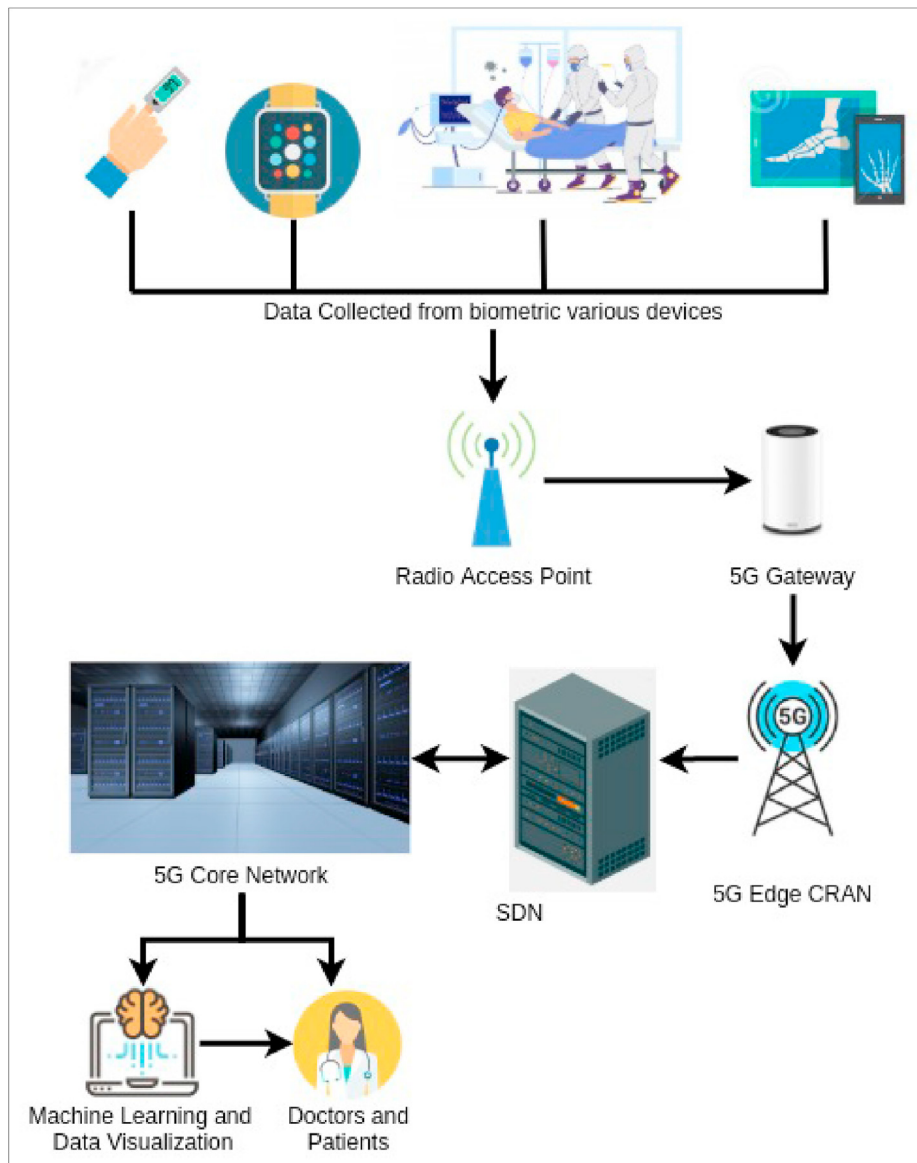 Data Collected from biometric various devices
Radio Access Point
5G Gateway
5G
5G Core Network
SDN
5G Edge CRAN
Machine Learning and
Data Visualization
Doctors and
Patients